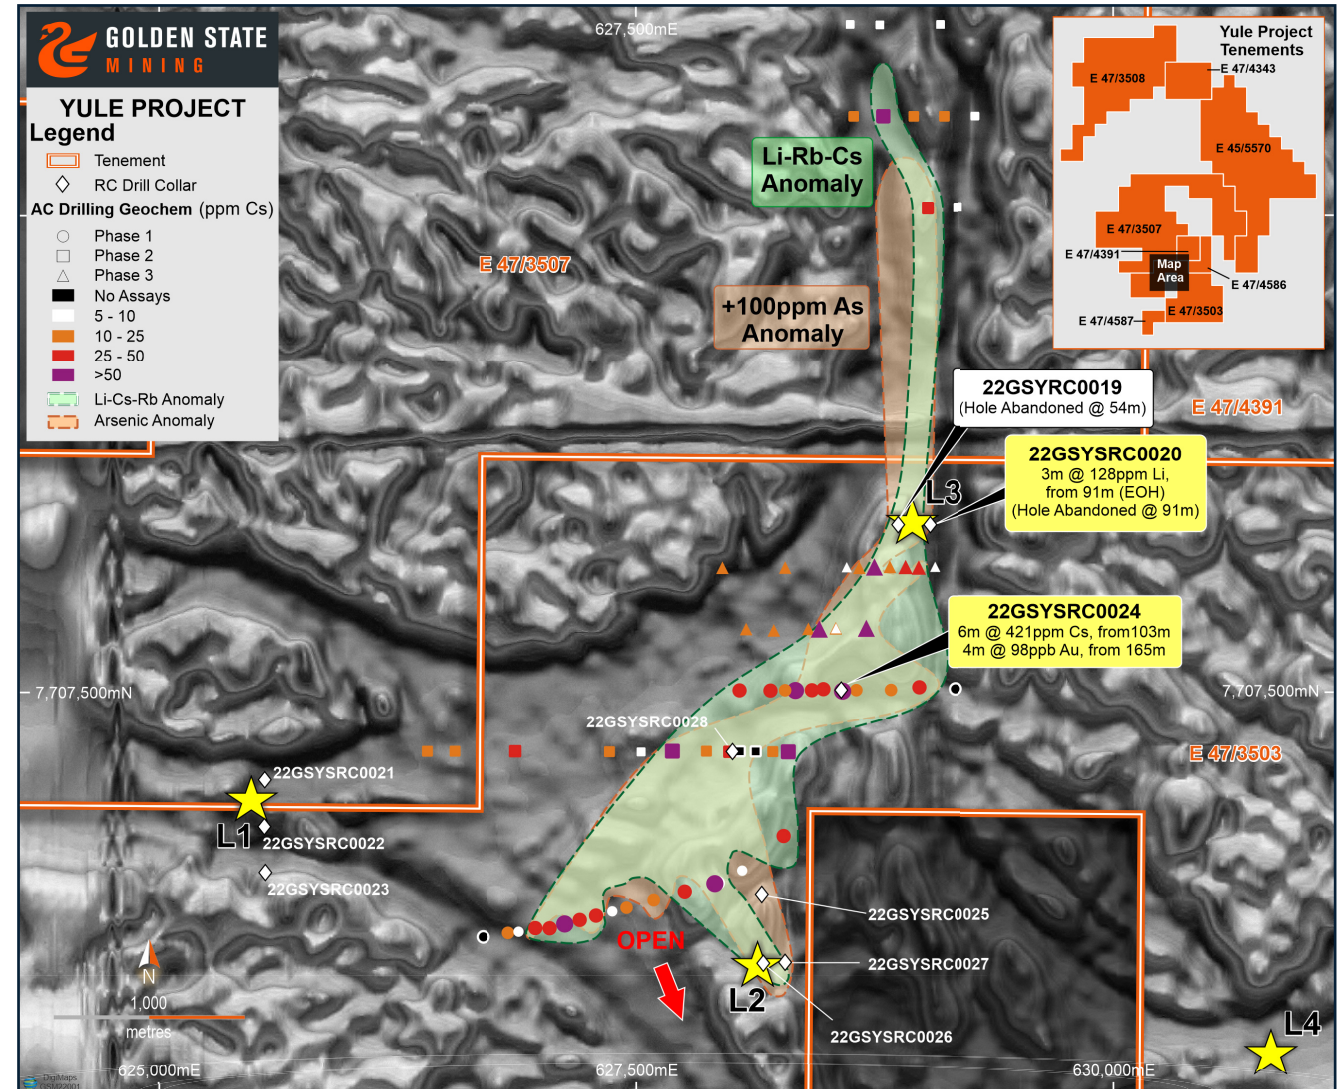 GOLDEN STATE
MINING
YULE PROJECT
Legend
Tenement
RC Drill Collar
AC Drilling Geochem (ppm Cs)
Phase 1
Phase 2
Phase 3
No Assays
5 - 10
10 - 25
25 - 50
>50
Li-Cs-Rb Anomaly
Arsenic Anomaly
627,500mE
Yule Project
Tenements
E 47/4343
E 47/3508
E 45/5570
E 47/3507
E 47/4391
Map
Area
E 47/4586
E 47/3503
E 47/4587
Li-Rb-Cs
Anomaly
E 47/3507
+100ppm As
Anomaly
22GSYRC0019
(Hole Abandoned @ 54m)
E 47/4391
22GSYSRC0020
3m @ 128ppm Li,
from 91m (EOH)
(Hole Abandoned @ 91m)
L3
22GSYSRC0024
6m @ 421ppm Cs, from103m
4m @ 98ppb Au, from 165m
7,707,500mN
7,707,500mN
22GSYSRC0028
E 47/3503
22GSYSRC0021
L1
22GSYSRC0022
22GSYSRC0023
22GSYSRC0025
OPEN
22GSYSRC0027
L2
22GSYSRC0026
N
1,000
metres
L4
625,000mE
627,500mE
630,000mE
DigiMaps
GSM22001